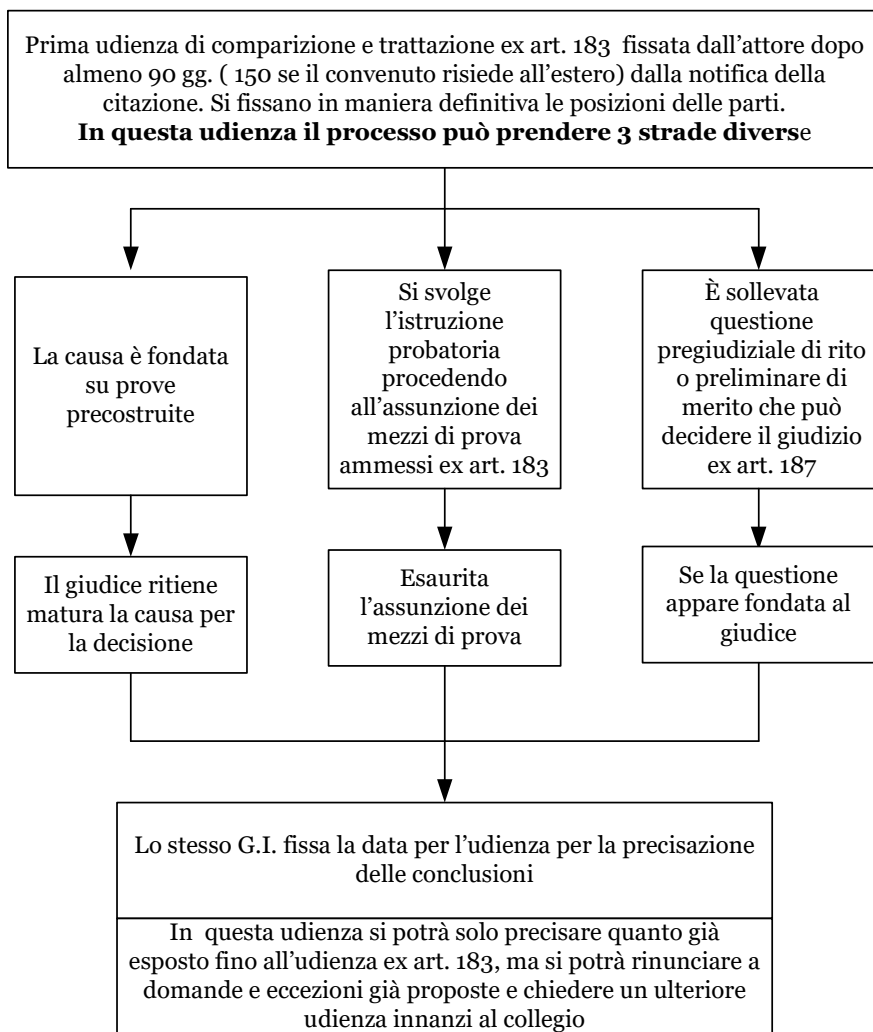 Prima udienza di comparizione e trattazione ex art. 183 fissata dall'attore dopo
almeno 90 gg. ( 150 se il convenuto risiede all'estero) dalla notifica della
citazione. Si fissano in maniera definitiva le posizioni delle parti.
In questa udienza il processo può prendere 3 strade diverse
La causa è fondata
su prove
precostruite
Si svolge
l'istruzione
probatoria
procedendo
all'assunzione dei
mezzi di prova
ammessi ex art. 183
È sollevata
questione
pregiudiziale di rito
o preliminare di
merito che può
decidere il giudizio
ex art. 187
Il giudice ritiene
matura la causa per
la decisione
Esaurita
l'assunzione dei
mezzi di prova
Se la questione
appare fondata al
giudice
Lo stesso G.I. fissa la data per l'udienza per la precisazione
delle conclusioni
In questa udienza si potrà solo precisare quanto già
esposto fino all'udienza ex art. 183, ma si potrà rinunciare a
domande e eccezioni già proposte e chiedere un ulteriore
udienza innanzi al collegio